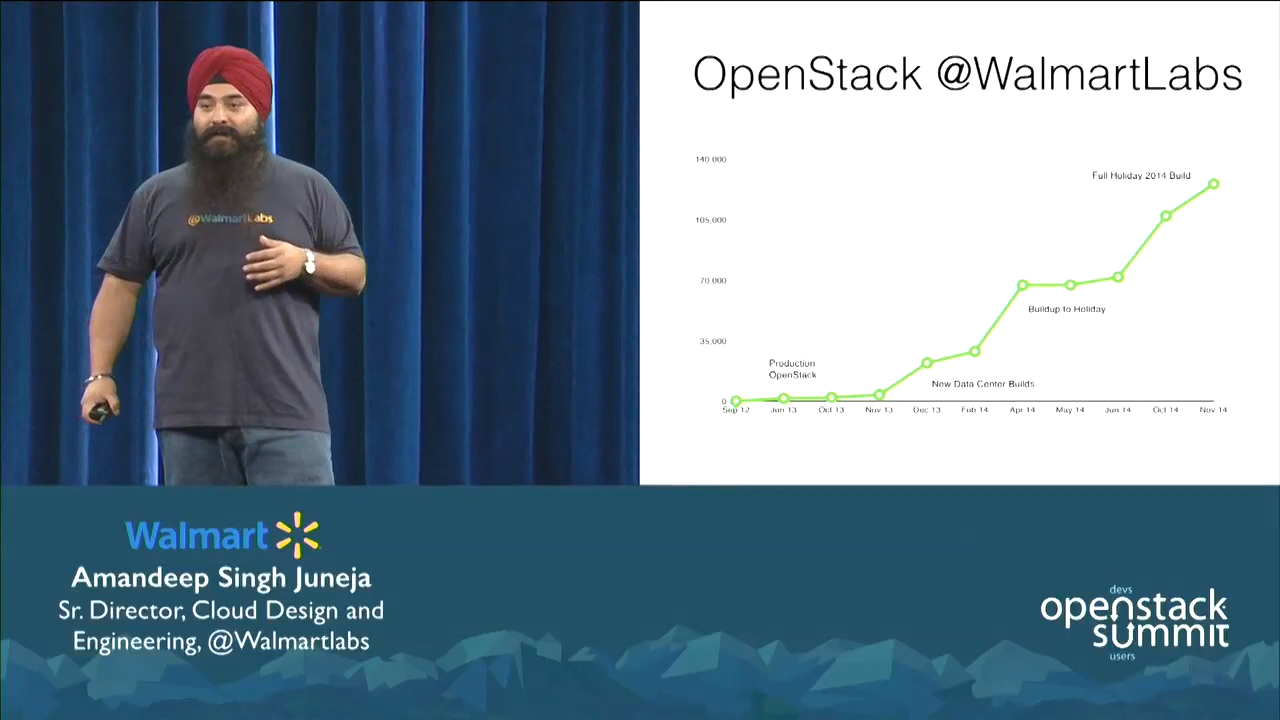 @WalmartLabs
OpenStack @WalmartLabs
140,000
105,000
70,000
35,000
0
Full Holiday 2014 Build
Buildup to Holiday
Production
OpenStack
New Data Center Builds
Sep 12 Jun 13 Oct 13 Nov 13 Dec 13 Feb 14 Apr 14 May 14 Jun 14 Oct 14 Nov 14
Walmart
Amandeep Singh Juneja
Sr. Director, Cloud Design and
Engineering, @Walmartlabs
devs
openstack
summit
users